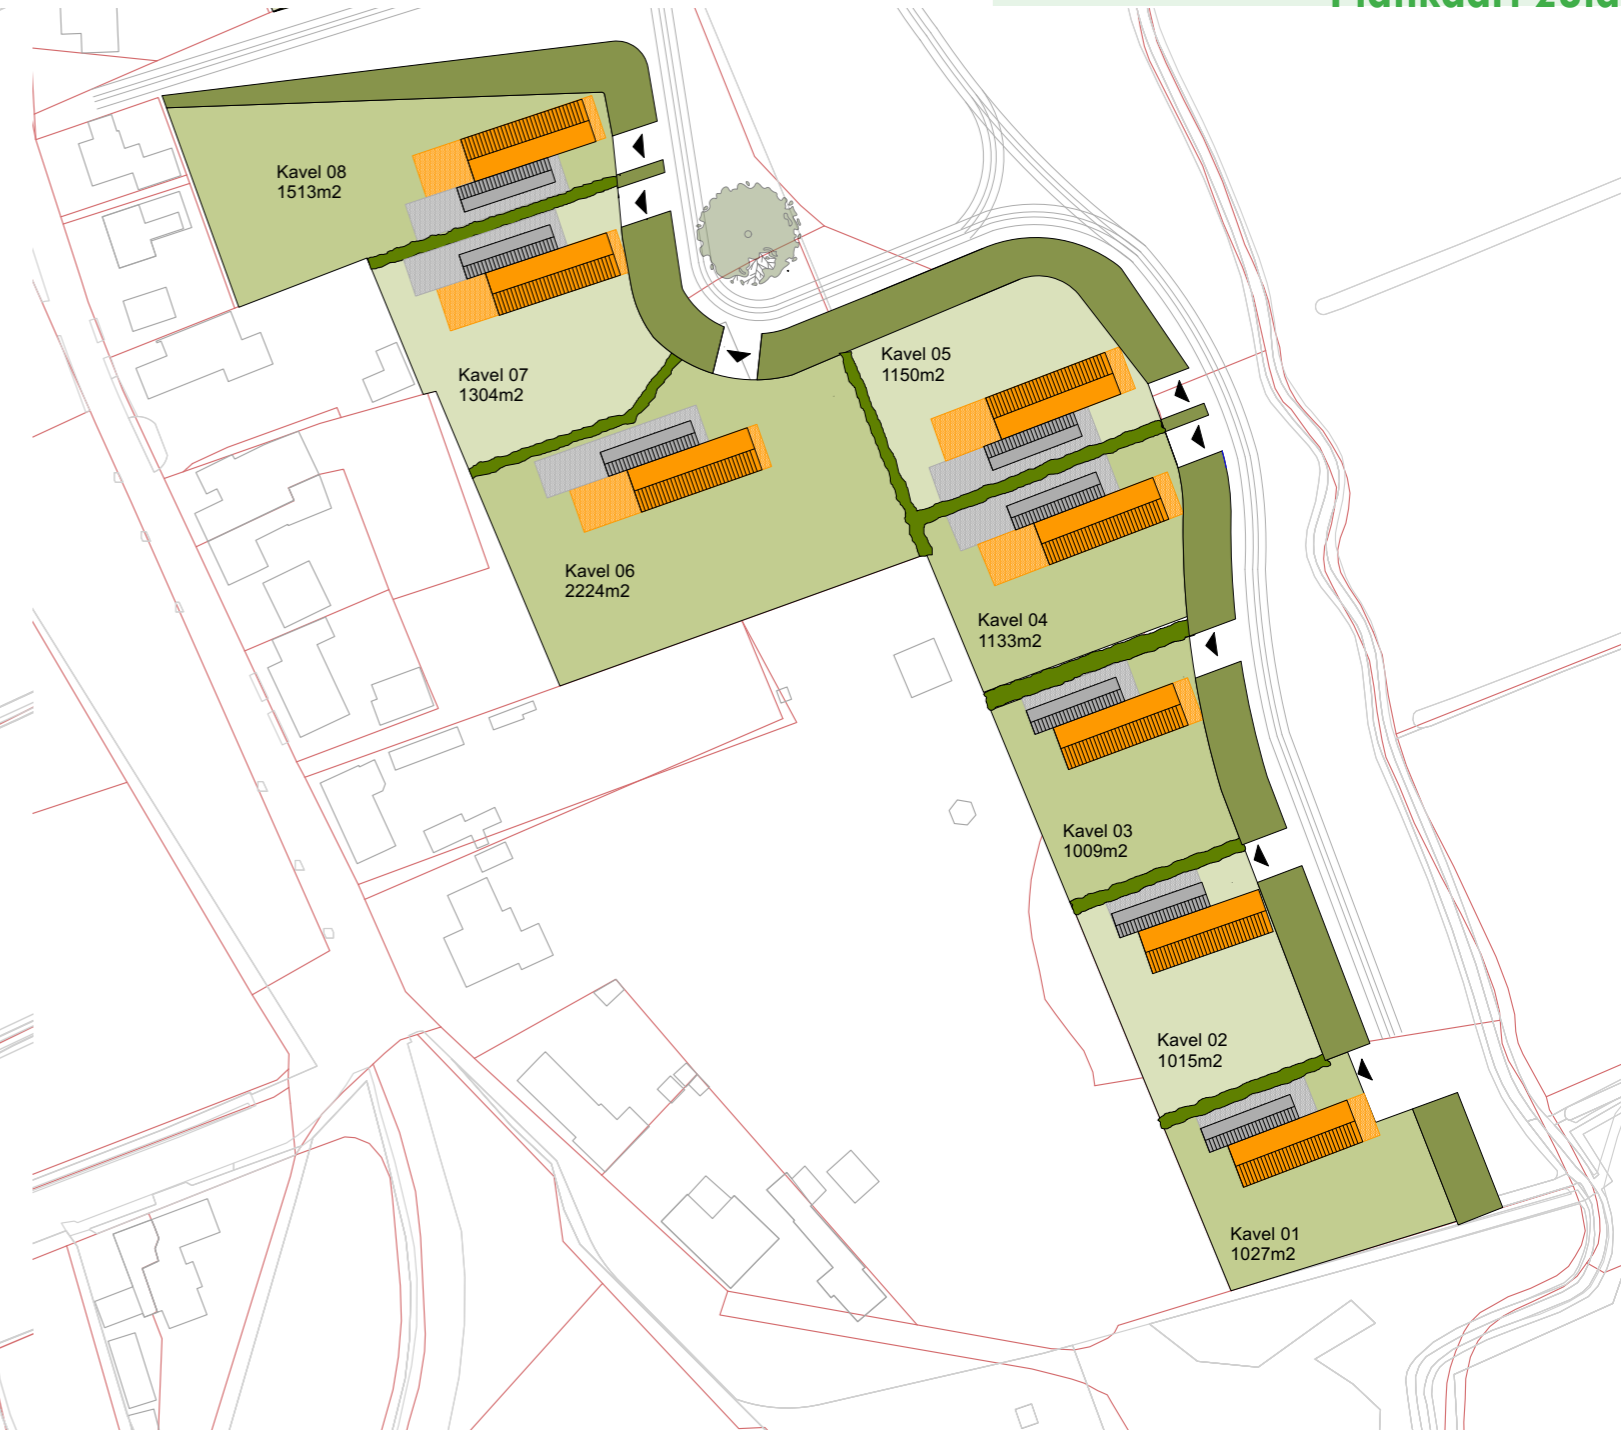 Kavel 08
1513m2
Kavel 07
1304m2
Kavel 05
1150m2
Kavel 06
2224m2
Kavel 04
1133m2
Kavel 03
1009m2
Kavel 02
1015m2
Kavel 01
1027m2